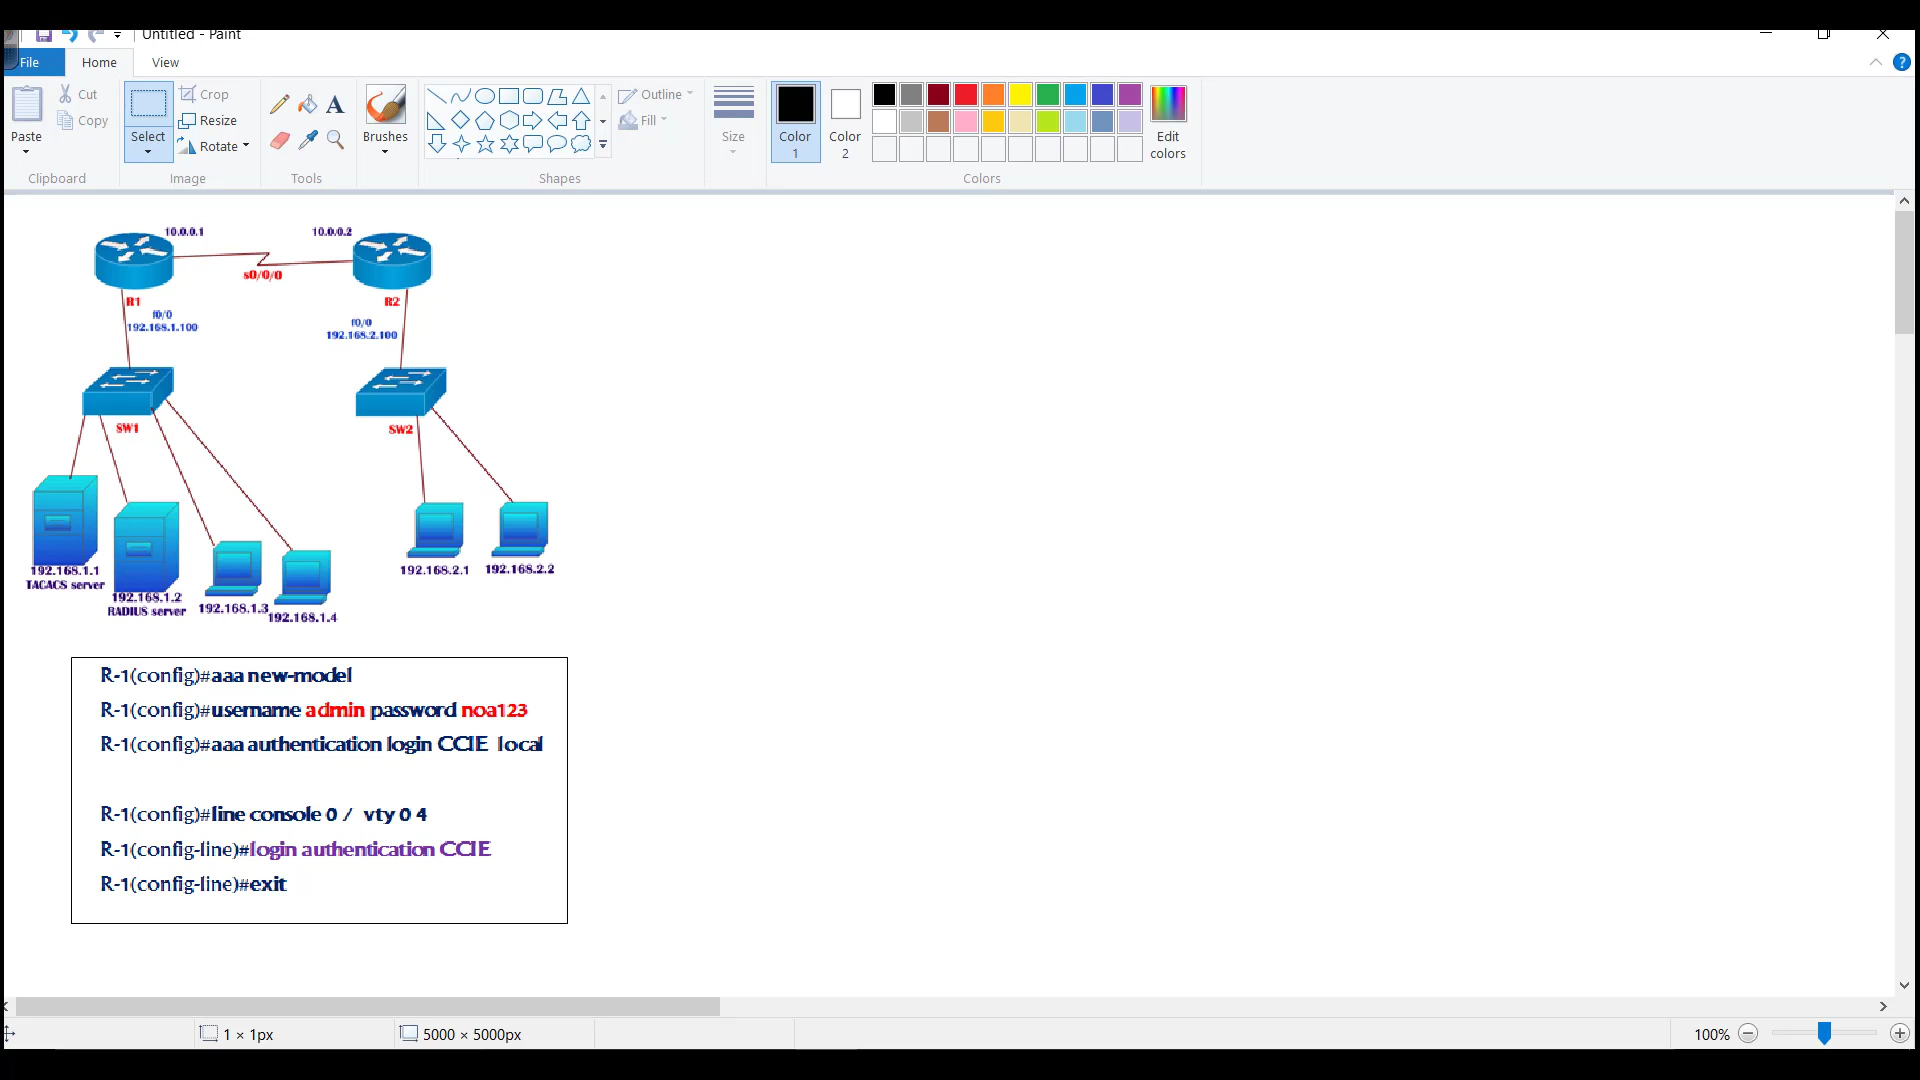 Untitled - Paint
File
Home
View
Paste
Cut
Copy
Clipboard
Select
Crop
Resize
Rotate
Image
Tools
Brushes
Outline
Fill
Shapes
Size
Color 1
Color 2
Edit colors
Colors
10.0.0.1
10.0.0.2
s0/0/0
R1
R2
f0/0
192.168.1.100
f0/0
192.168.2.100
SW1
SW2
192.168.1.1
TACACS server
192.168.1.2
RADIUS server
192.168.1.3
192.168.1.4
192.168.2.1
192.168.2.2
R-1(config)#aaa new-model
R-1(config)#username admin password noa123
R-1(config)#aaa authentication login CCIE local
R-1(config)#line console 0 / vty 0 4
R-1(config-line)#login authentication CCIE
R-1(config-line)#exit
1 × 1px
5000 × 5000px
100%